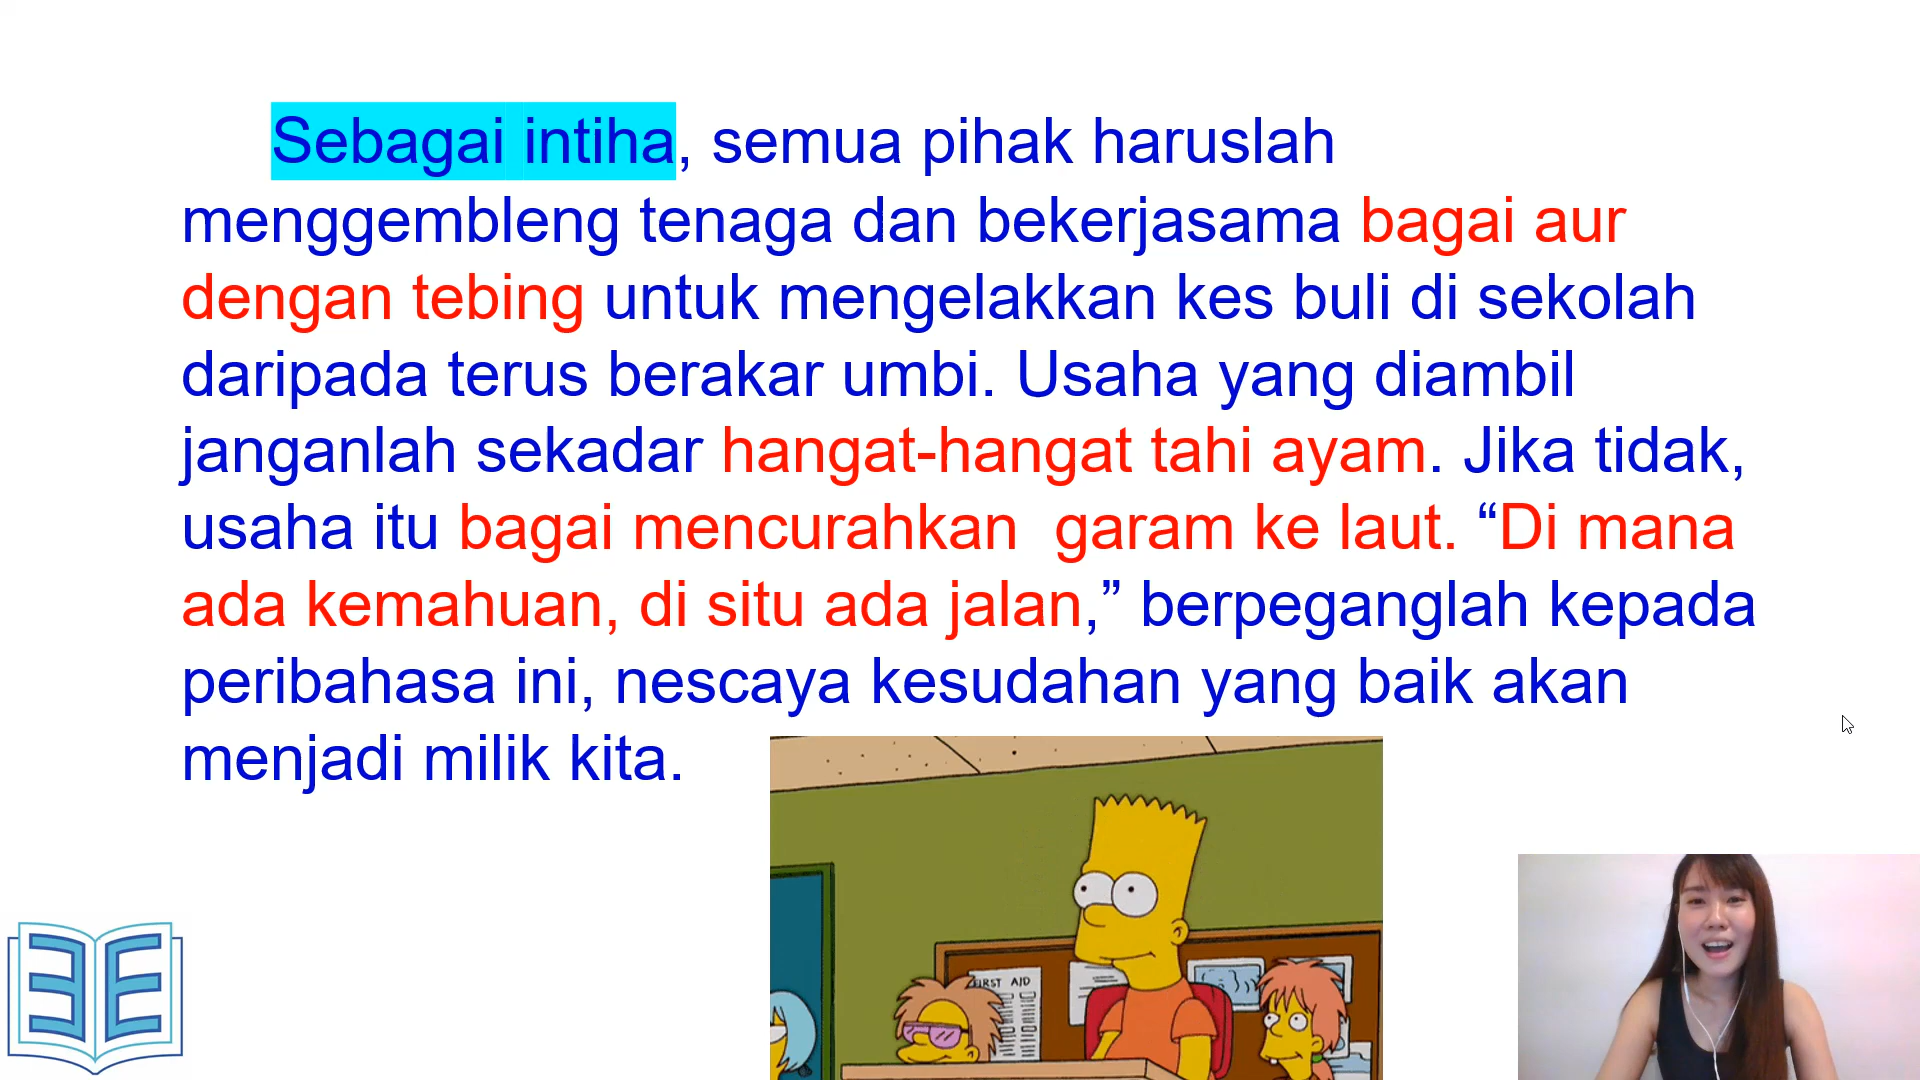 Sebagai intiha, semua pihak haruslah
menggembleng tenaga dan bekerjasama bagai aur
dengan tebing untuk mengelakkan kes buli di sekolah
daripada terus berakar umbi. Usaha yang diambil
janganlah sekadar hangat-hangat tahi ayam. Jika tidak,
usaha itu bagai mencurahkan  garam ke laut. “Di mana
ada kemahuan, di situ ada jalan,” berpeganglah kepada
peribahasa ini, nescaya kesudahan yang baik akan
menjadi milik kita.
FIRST AID